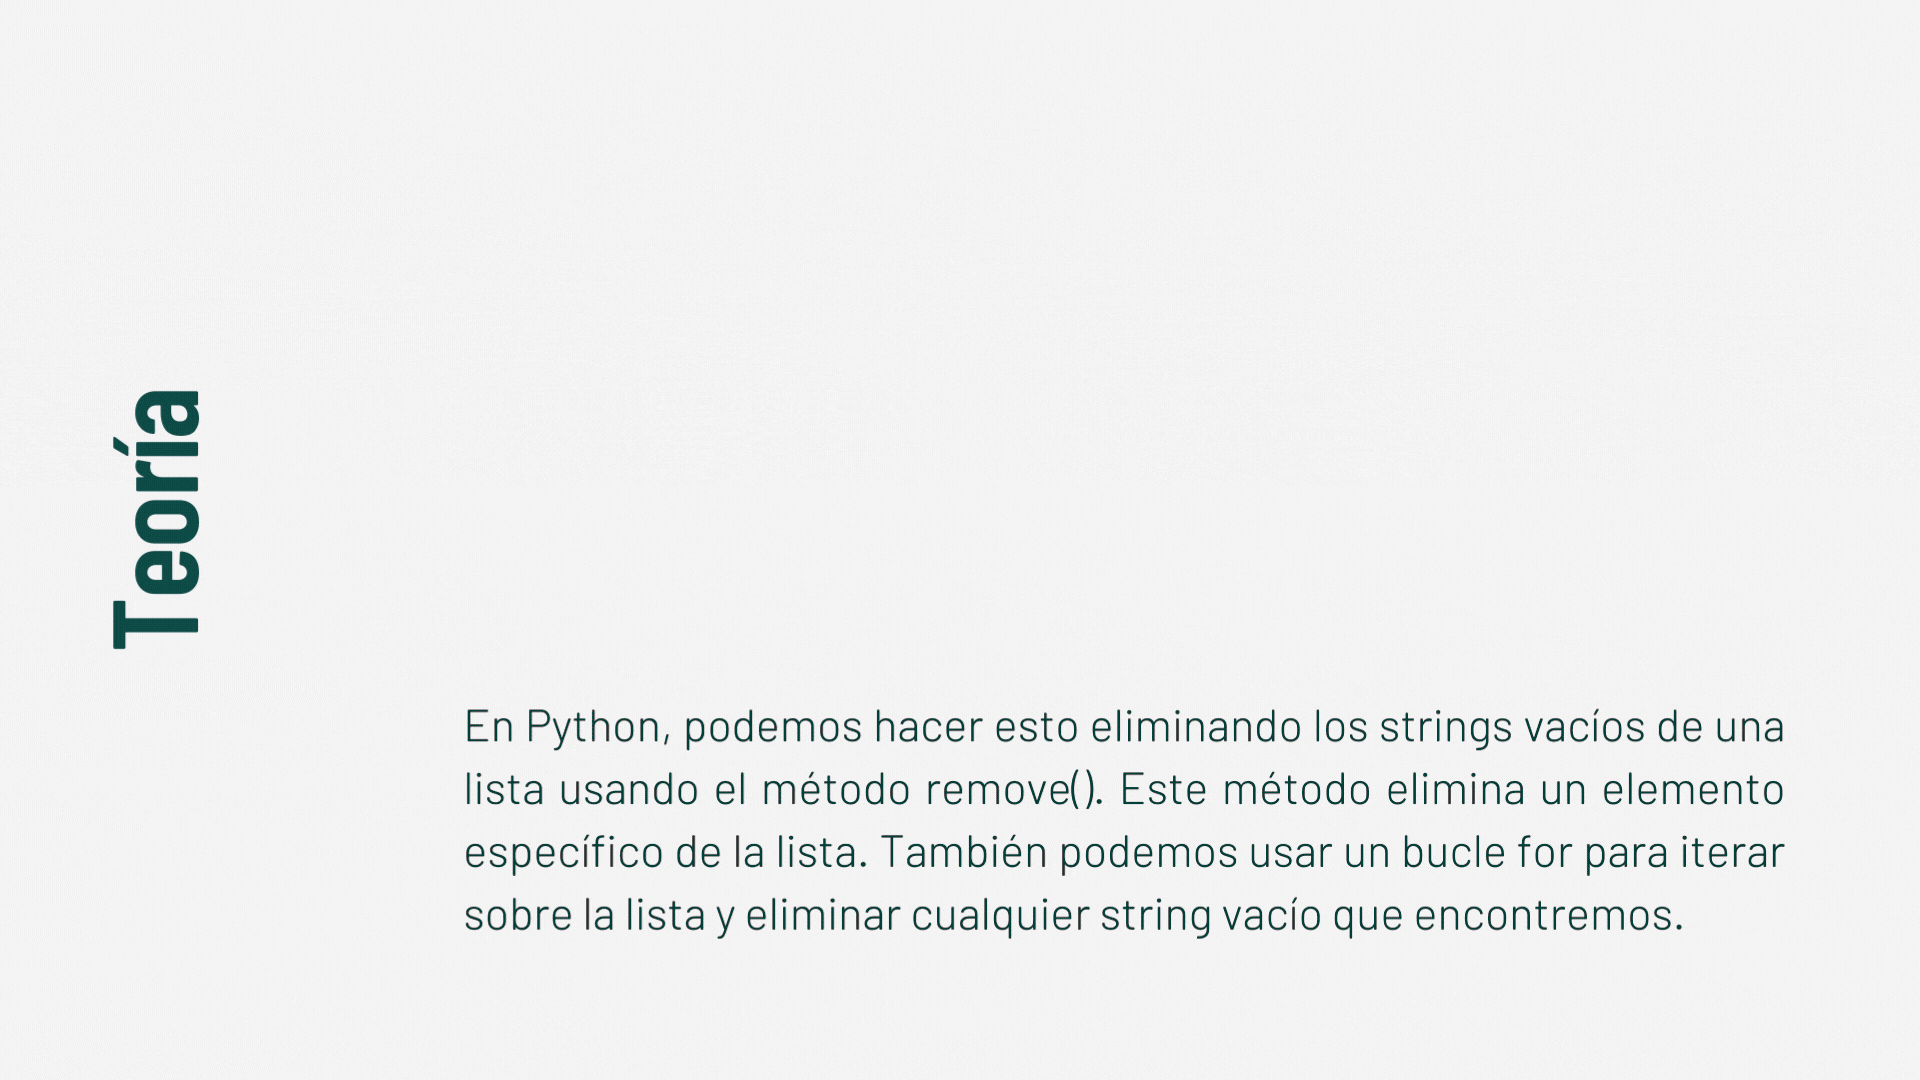 Teoría
En Python, podemos hacer esto eliminando los strings vacíos de una
lista usando el método remove(). Este método elimina un elemento
específico de la lista. También podemos usar un bucle for para iterar
sobre la lista y eliminar cualquier string vacío que encontremos.